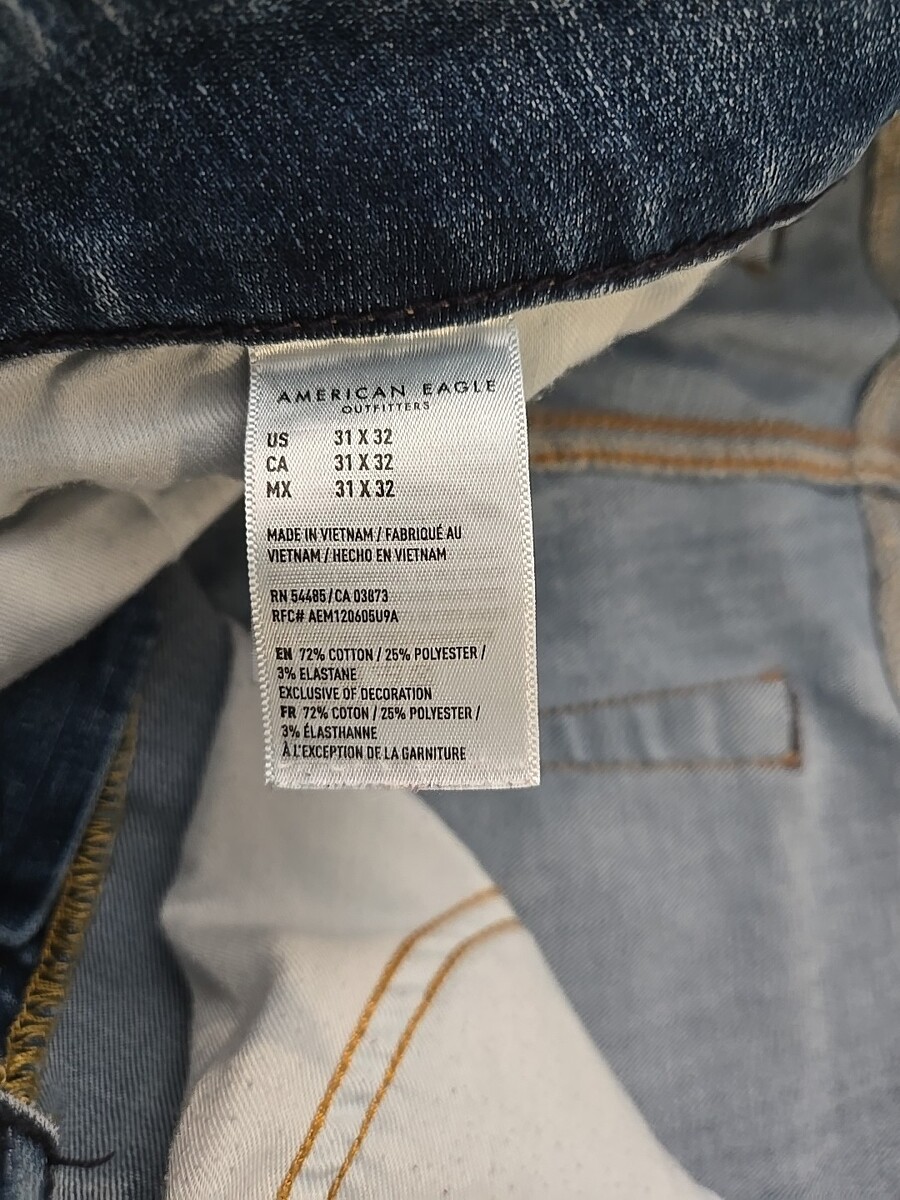 AMERICAN EAGLE
OUTFITTERS
US 31 X 32
CA 31 X 32
MX 31 X 32
MADE IN VIETNAM / FABRIQUÉ AU
VIETNAM / HECHO EN VIETNAM
RN 54485 / CA 03873
RFC# AEM120605U9A
EN 72% COTTON / 25% POLYESTER /
3% ELASTANE
EXCLUSIVE OF DECORATION
FR 72% COTON / 25% POLYESTER /
3% ÉLASTHANNE
À L'EXCEPTION DE LA GARNITURE